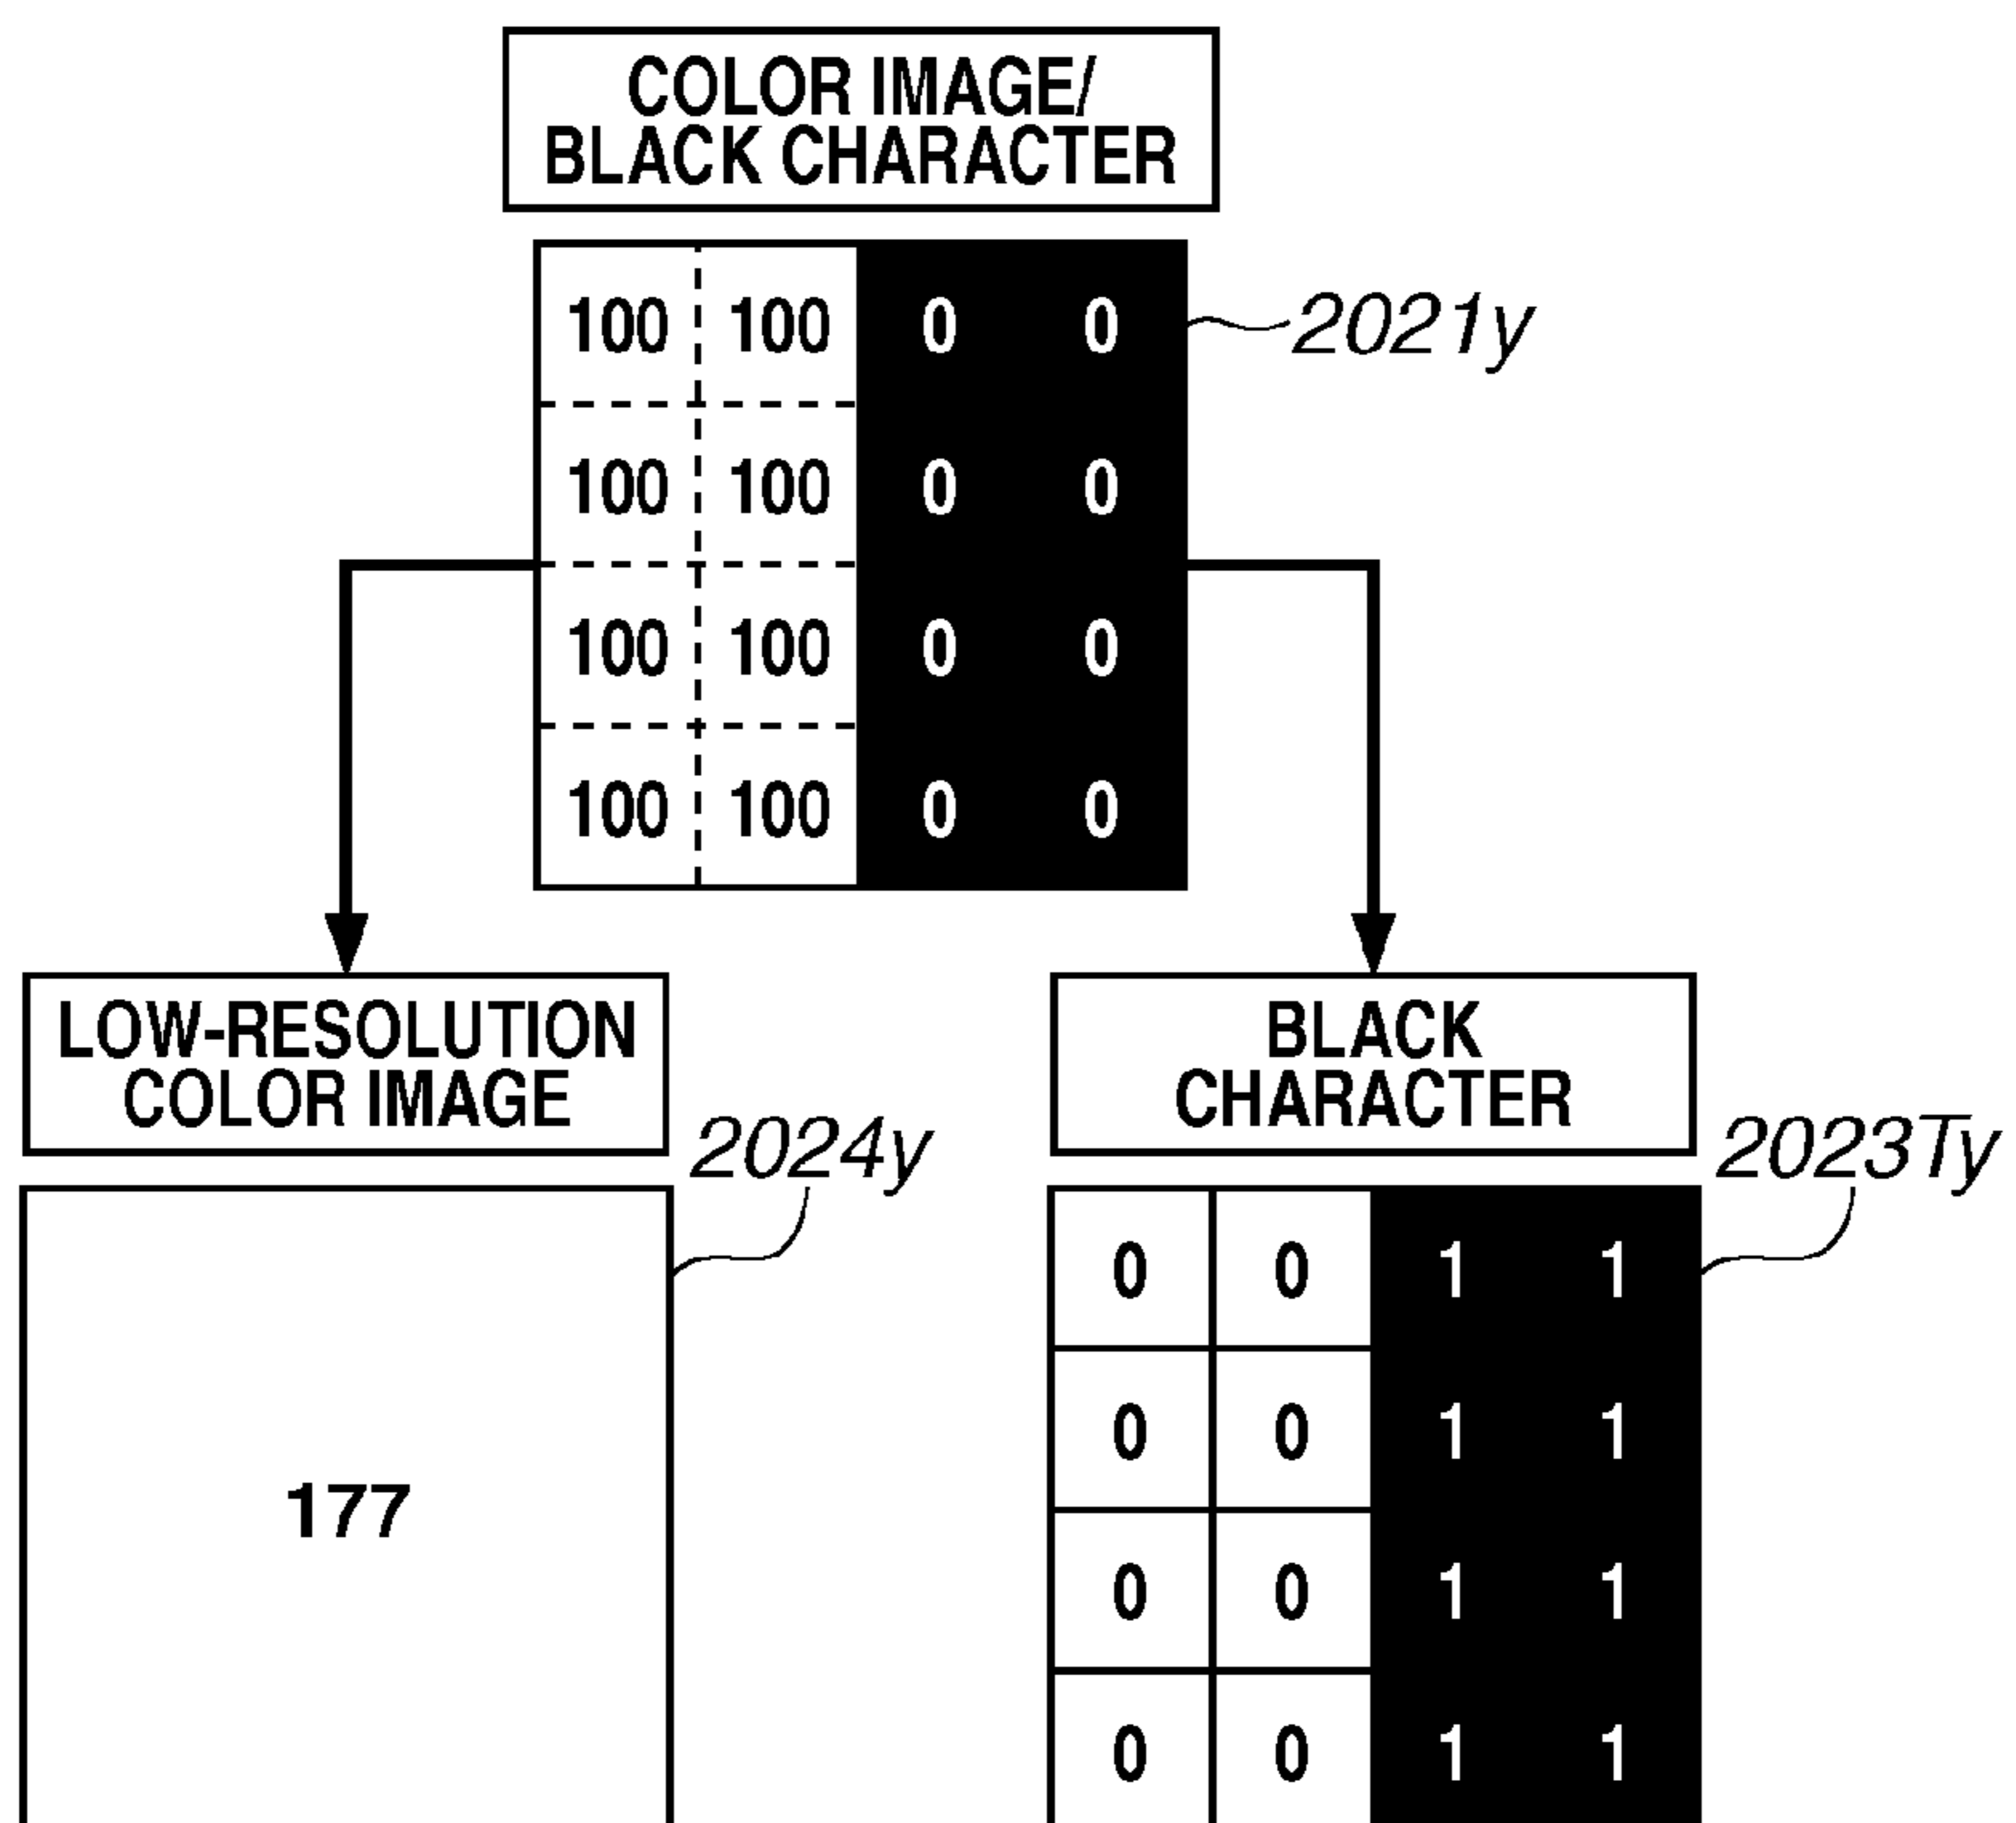 COLOR IMAGE/
BLACK CHARACTER
100 100 0 0 2021y
100 100 0 0
100 100 0 0
100 100 0 0
LOW-RESOLUTION
COLOR IMAGE
2024y
177
BLACK
CHARACTER
2023Ty
0 0 1 1
0 0 1 1
0 0 1 1
0 0 1 1